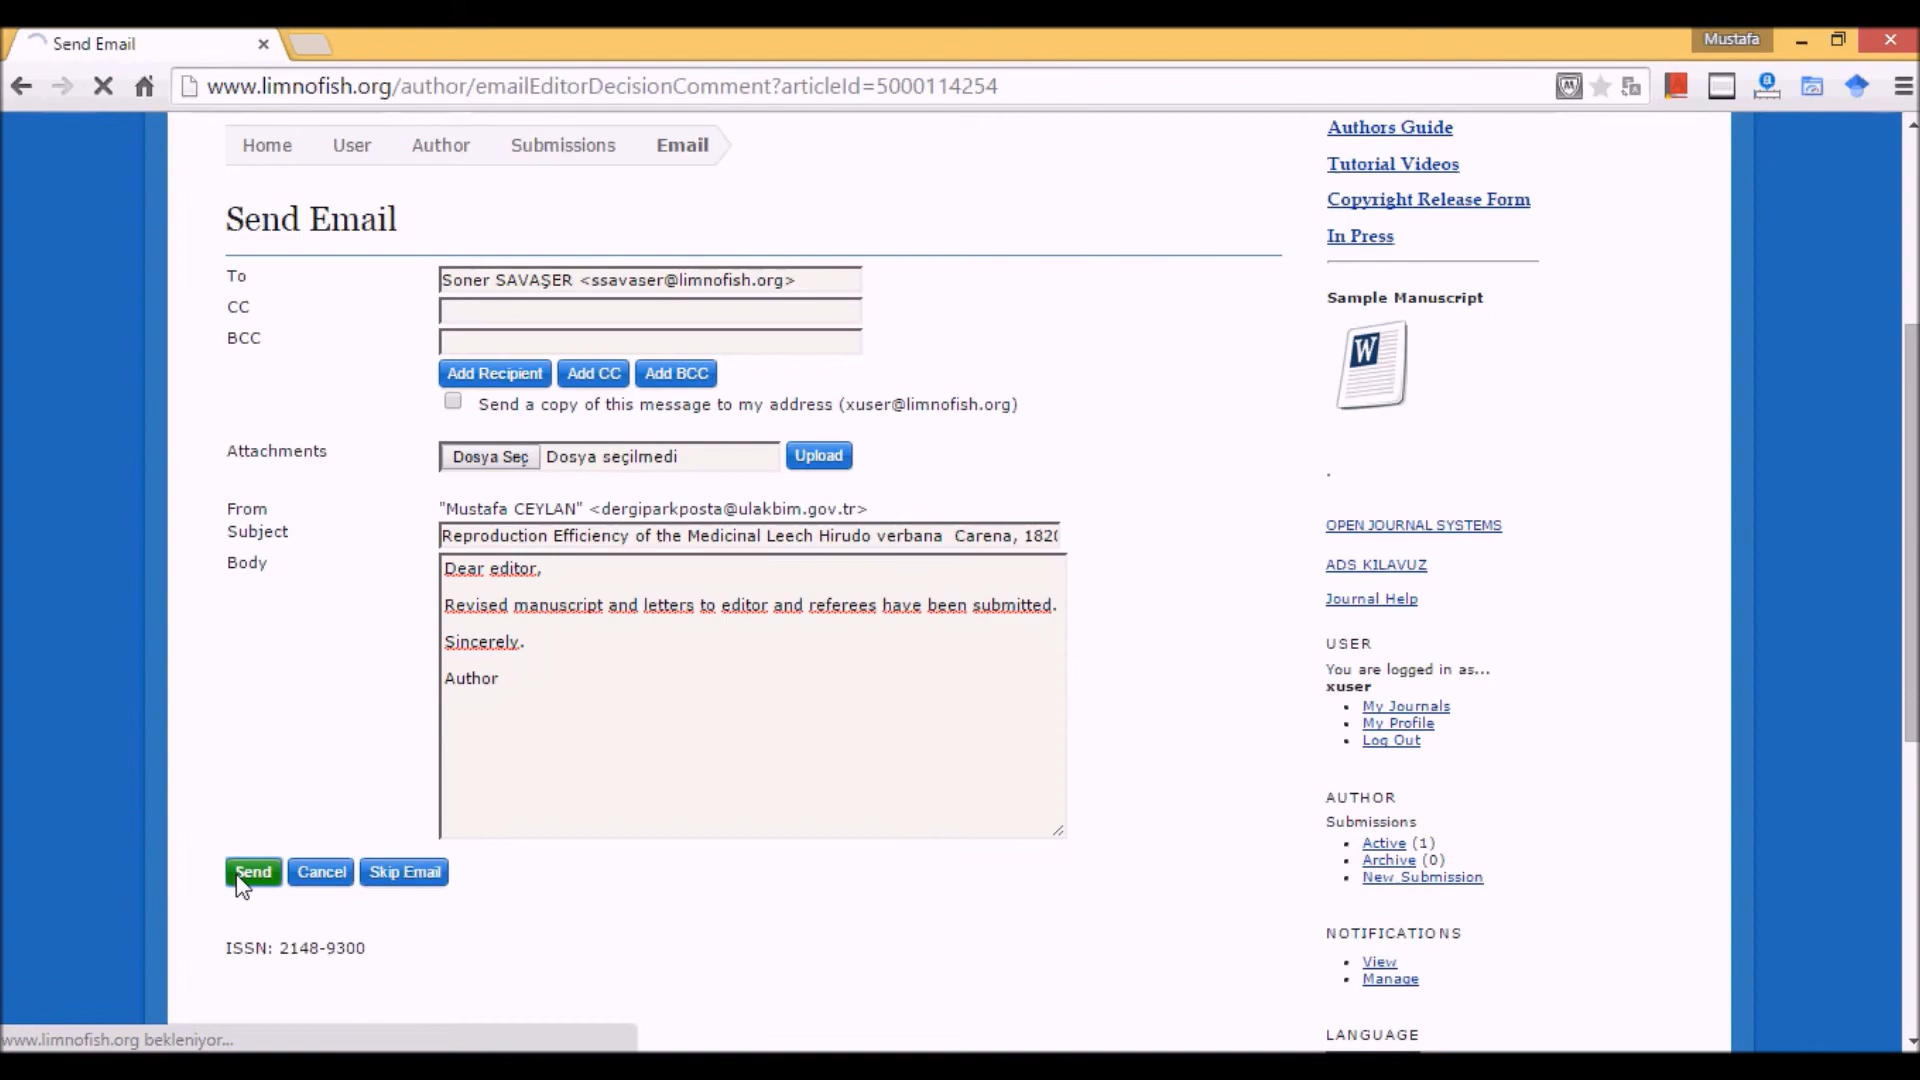 Send Email
Mustafa
www.limnofish.org/author/emailEditorDecisionComment?articleId=5000114254
Home User Author Submissions Email
Send Email
To Soner SAVAŞER <ssavaser@limnofish.org>
CC
BCC
Add Recipient Add CC Add BCC
Send a copy of this message to my address (xuser@limnofish.org)
Attachments Dosya Seç Dosya seçilmedi Upload
From "Mustafa CEYLAN" <dergiparkposta@ulakbim.gov.tr>
Subject Reproduction Efficiency of the Medicinal Leech Hirudo verbana Carena, 1820
Body
Dear editor,
Revised manuscript and letters to editor and referees have been submitted.
Sincerely.
Author
Send Cancel Skip Email
ISSN: 2148-9300
Authors Guide
Tutorial Videos
Copyright Release Form
In Press
Sample Manuscript
W
.
OPEN JOURNAL SYSTEMS
ADS KILAVUZ
Journal Help
USER
You are logged in as...
xuser
My Journals
My Profile
Log Out
AUTHOR
Submissions
Active (1)
Archive (0)
New Submission
NOTIFICATIONS
View
Manage
LANGUAGE
www.limnofish.org bekleniyor...